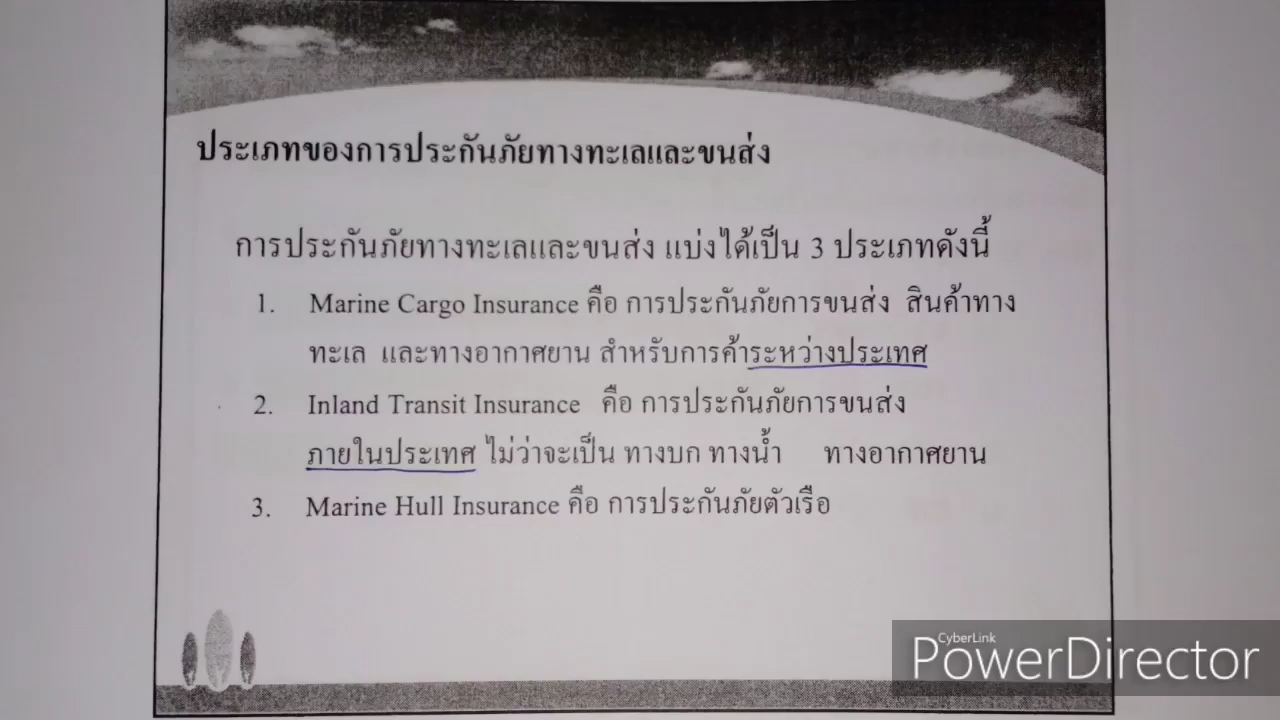 ประเภทของการประกันภัยทางทะเลและขนส่ง
การประกันภัยทางทะเลและขนส่ง แบ่งได้เป็น 3 ประเภทดังนี้
1. Marine Cargo Insurance คือ การประกันภัยการขนส่ง สินค้าทาง
ทะเล และทางอากาศยาน สำหรับการค้าระหว่างประเทศ
2. Inland Transit Insurance คือ การประกันภัยการขนส่ง
ภายในประเทศ ไม่ว่าจะเป็น ทางบก ทางน้ำ ทางอากาศยาน
3. Marine Hull Insurance คือ การประกันภัยตัวเรือ
CyberLink
PowerDirector